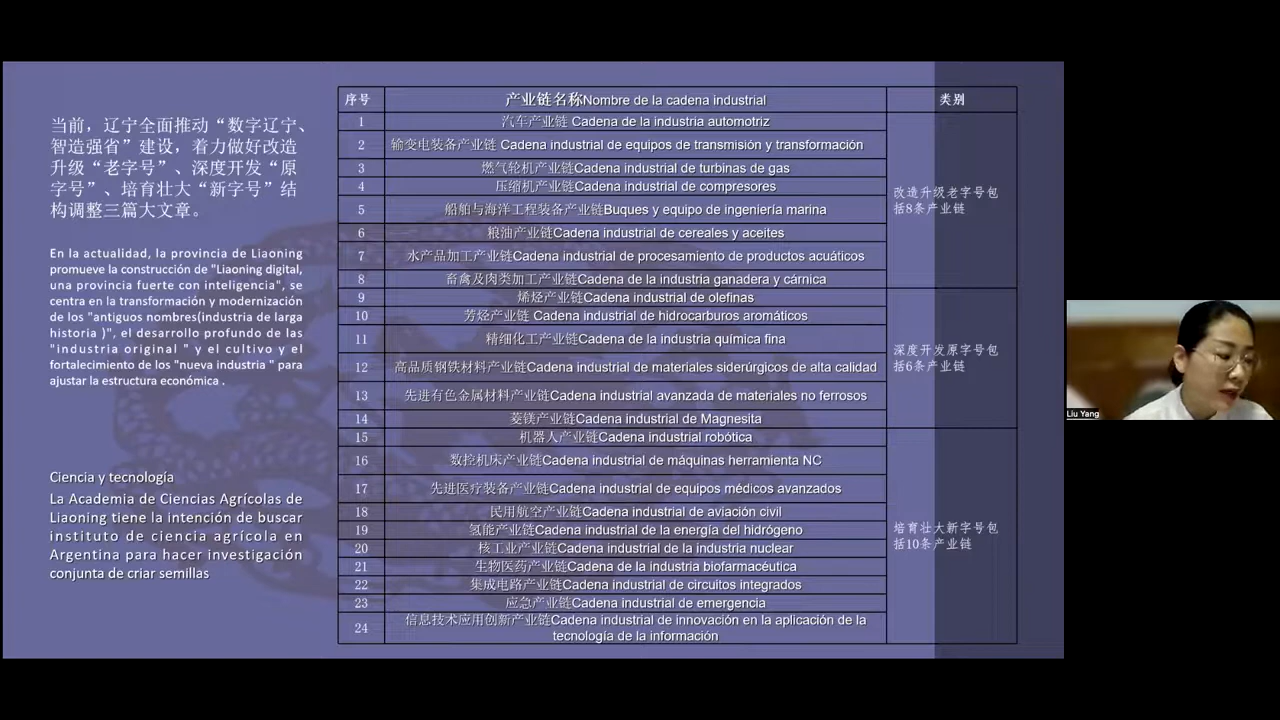 当前，辽宁全面推动“数字辽宁、
智造强省”建设，着力做好改造
升级“老字号”、深度开发“原
字号”、培育壮大“新字号”结
构调整三篇大文章。
En la actualidad, la provincia de Liaoning
promueve la construcción de "Liaoning digital,
una provincia fuerte con inteligencia", se
centra en la transformación y modernización
de los "antiguos nombres(industria de larga
historia )", el desarrollo profundo de las
"industria original " y el cultivo y el
fortalecimiento de los "nueva industria " para
ajustar la estructura económica .
Ciencia y tecnología
La Academia de Ciencias Agrícolas de
Liaoning tiene la intención de buscar
instituto de ciencia agrícola en
Argentina para hacer investigación
conjunta de criar semillas
序号 产业链名称Nombre de la cadena industrial 类别
1 汽车产业链 Cadena de la industria automotriz
2 输变电装备产业链 Cadena industrial de equipos de transmisión y transformación
3 燃气轮机产业链Cadena industrial de turbinas de gas
4 压缩机产业链Cadena industrial de compresores
5 船舶与海洋工程装备产业链Buques y equipo de ingeniería marina
6 粮油产业链Cadena industrial de cereales y aceites
7 水产品加工产业链Cadena industrial de procesamiento de productos acuáticos
8 畜禽及肉类加工产业链Cadena de la industria ganadera y cárnica
改造升级老字号包
括8条产业链
9 烯烃产业链Cadena industrial de olefinas
10 芳烃产业链 Cadena industrial de hidrocarburos aromáticos
11 精细化工产业链Cadena de la industria química fina
12 高品质钢铁材料产业链Cadena industrial de materiales siderúrgicos de alta calidad
13 先进有色金属材料产业链Cadena industrial avanzada de materiales no ferrosos
14 菱镁产业链Cadena industrial de Magnesita
深度开发原字号包
括6条产业链
15 机器人产业链Cadena industrial robótica
16 数控机床产业链Cadena industrial de máquinas herramienta NC
17 先进医疗装备产业链Cadena industrial de equipos médicos avanzados
18 民用航空产业链Cadena industrial de aviación civil
19 氢能产业链Cadena industrial de la energía del hidrógeno
20 核工业产业链Cadena industrial de la industria nuclear
21 生物医药产业链Cadena de la industria biofarmacéutica
22 集成电路产业链Cadena industrial de circuitos integrados
23 应急产业链Cadena industrial de emergencia
24 信息技术应用创新产业链Cadena industrial de innovación en la aplicación de la
tecnología de la información
培育壮大新字号包
括10条产业链
Liu Yang